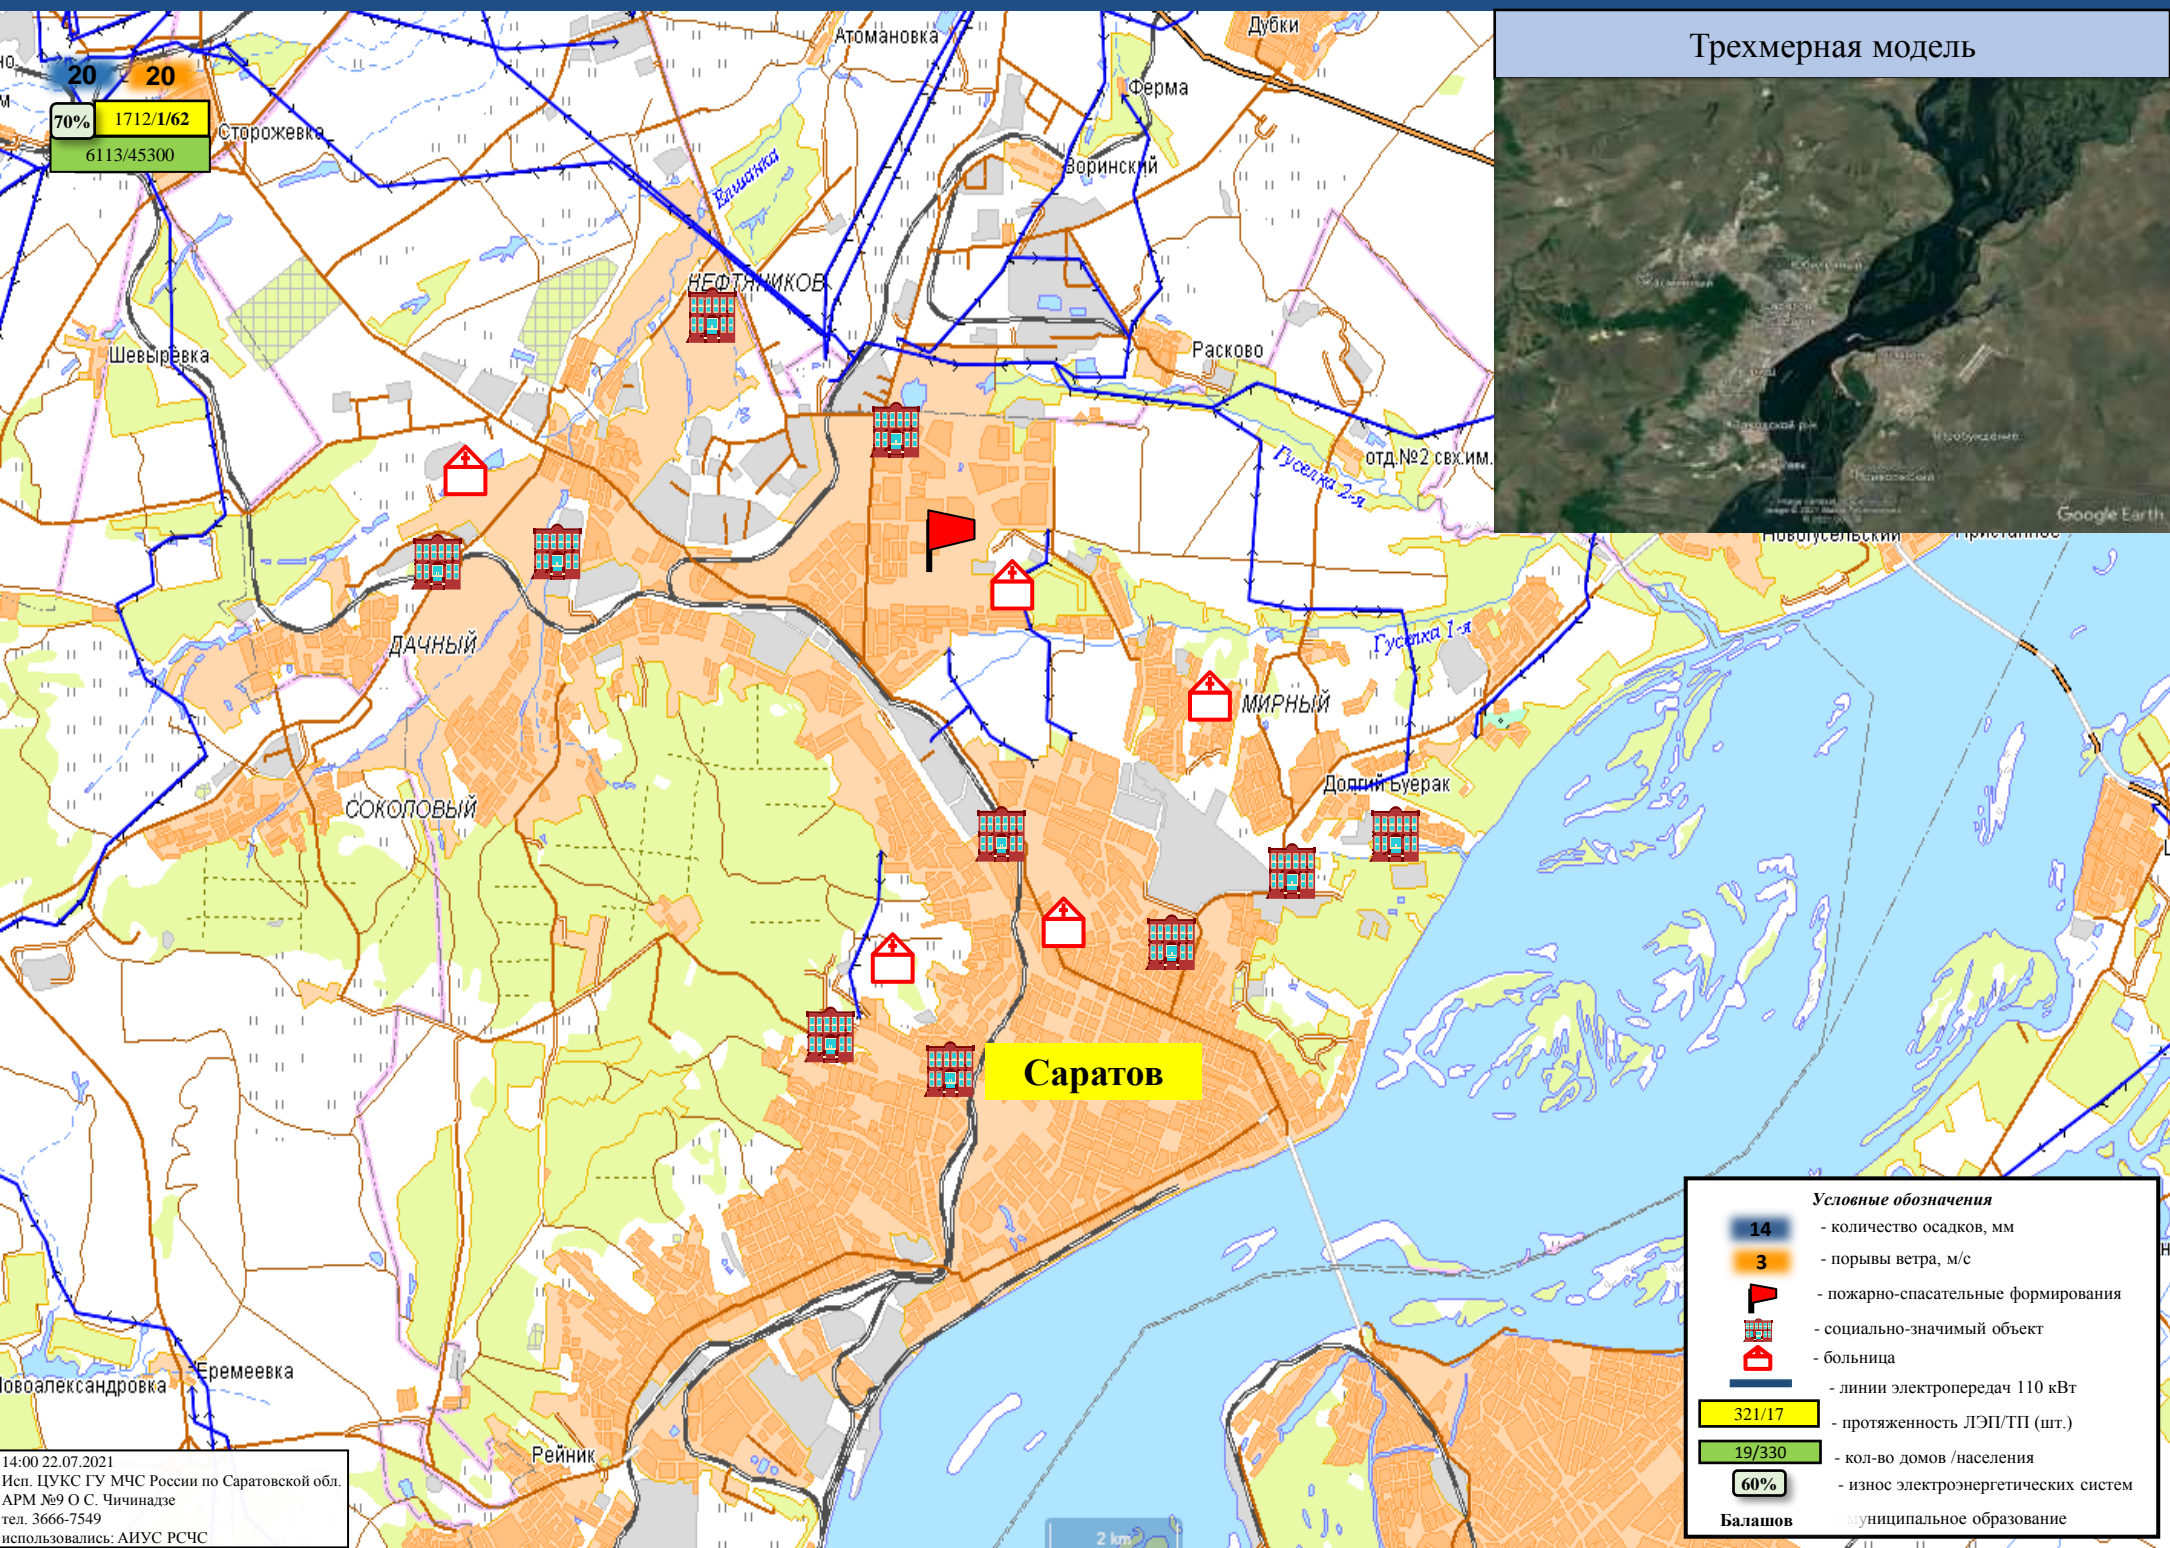 Трехмерная модель
Атомановка
Дубки
20
20
70%
1712/1/62
6113/45300
Сторожевка
Ферма
Воринский
Елшанка
НЕФТЯНИКОВ
Шевыревка
Расково
отд.№2 свх.им.
Гуселка 2-я
Google Earth
Новогусельский
Пристанное
ДАЧНЫЙ
Гуселка 1-я
МИРНЫЙ
Долгий Буерак
СОКОЛОВЫЙ
Саратов
Еремеевка
Новоалександровка
Рейник
2 km
14:00 22.07.2021
Исп. ЦУКС ГУ МЧС России по Саратовской обл.
АРМ №9 О С. Чичинадзе
тел. 3666-7549
использовались: АИУС РСЧС
Условные обозначения
14 - количество осадков, мм
3 - порывы ветра, м/с
- пожарно-спасательные формирования
- социально-значимый объект
- больница
- линии электропередач 110 кВт
321/17 - протяженность ЛЭП/ТП (шт.)
19/330 - кол-во домов /населения
60% - износ электроэнергетических систем
Балашов - муниципальное образование